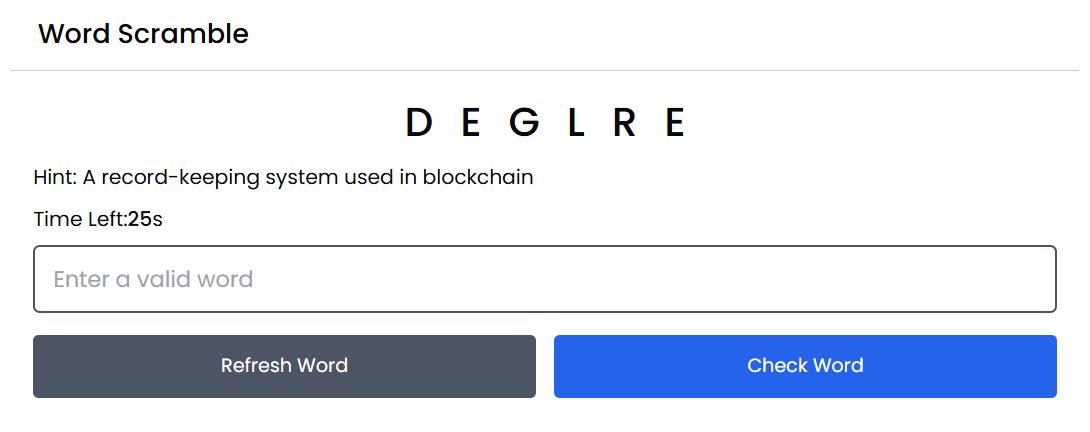 Word Scramble
D E G L R E
Hint: A record-keeping system used in blockchain
Time Left:25s
Enter a valid word
Refresh Word Check Word